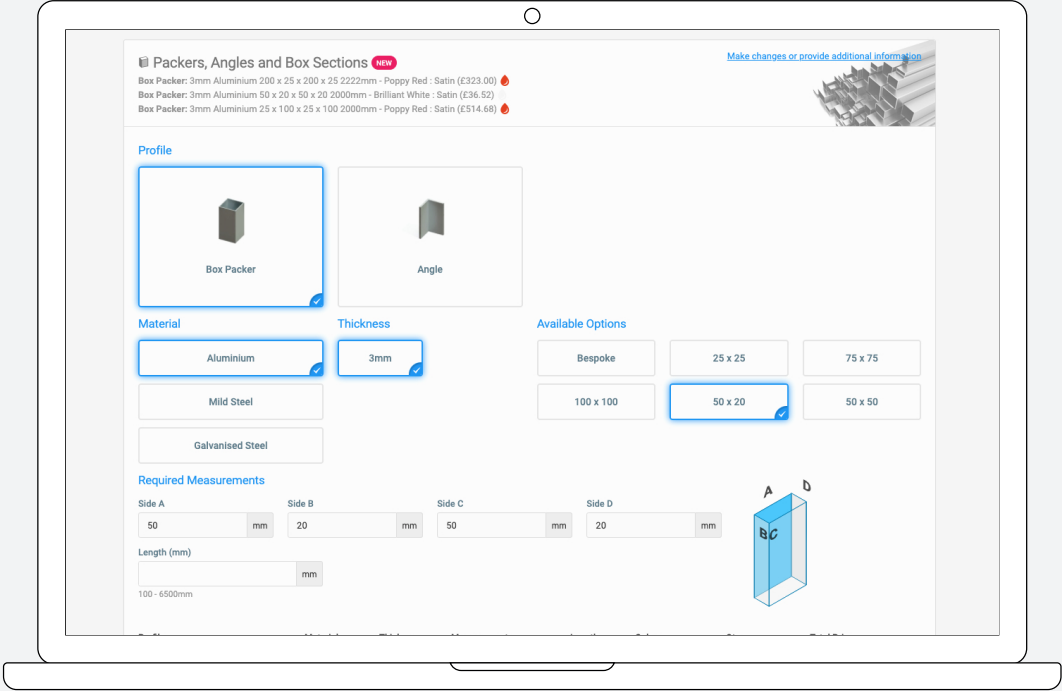 Packers, Angles and Box Sections NEW
Make changes or provide additional information
Box Packer: 3mm Aluminium 200 x 25 x 200 x 25 2222mm - Poppy Red : Satin (£323.00)
Box Packer: 3mm Aluminium 50 x 20 x 50 x 20 2000mm - Brilliant White : Satin (£36.52)
Box Packer: 3mm Aluminium 25 x 100 x 25 x 100 2000mm - Poppy Red : Satin (£514.68)
Profile
Box Packer
Angle
Material
Thickness
Available Options
Aluminium
3mm
Bespoke
25 x 25
75 x 75
Mild Steel
100 x 100
50 x 20
50 x 50
Galvanised Steel
Required Measurements
Side A
Side B
Side C
Side D
50 mm
20 mm
50 mm
20 mm
Length (mm)
mm
100 - 6500mm
A
D
B C